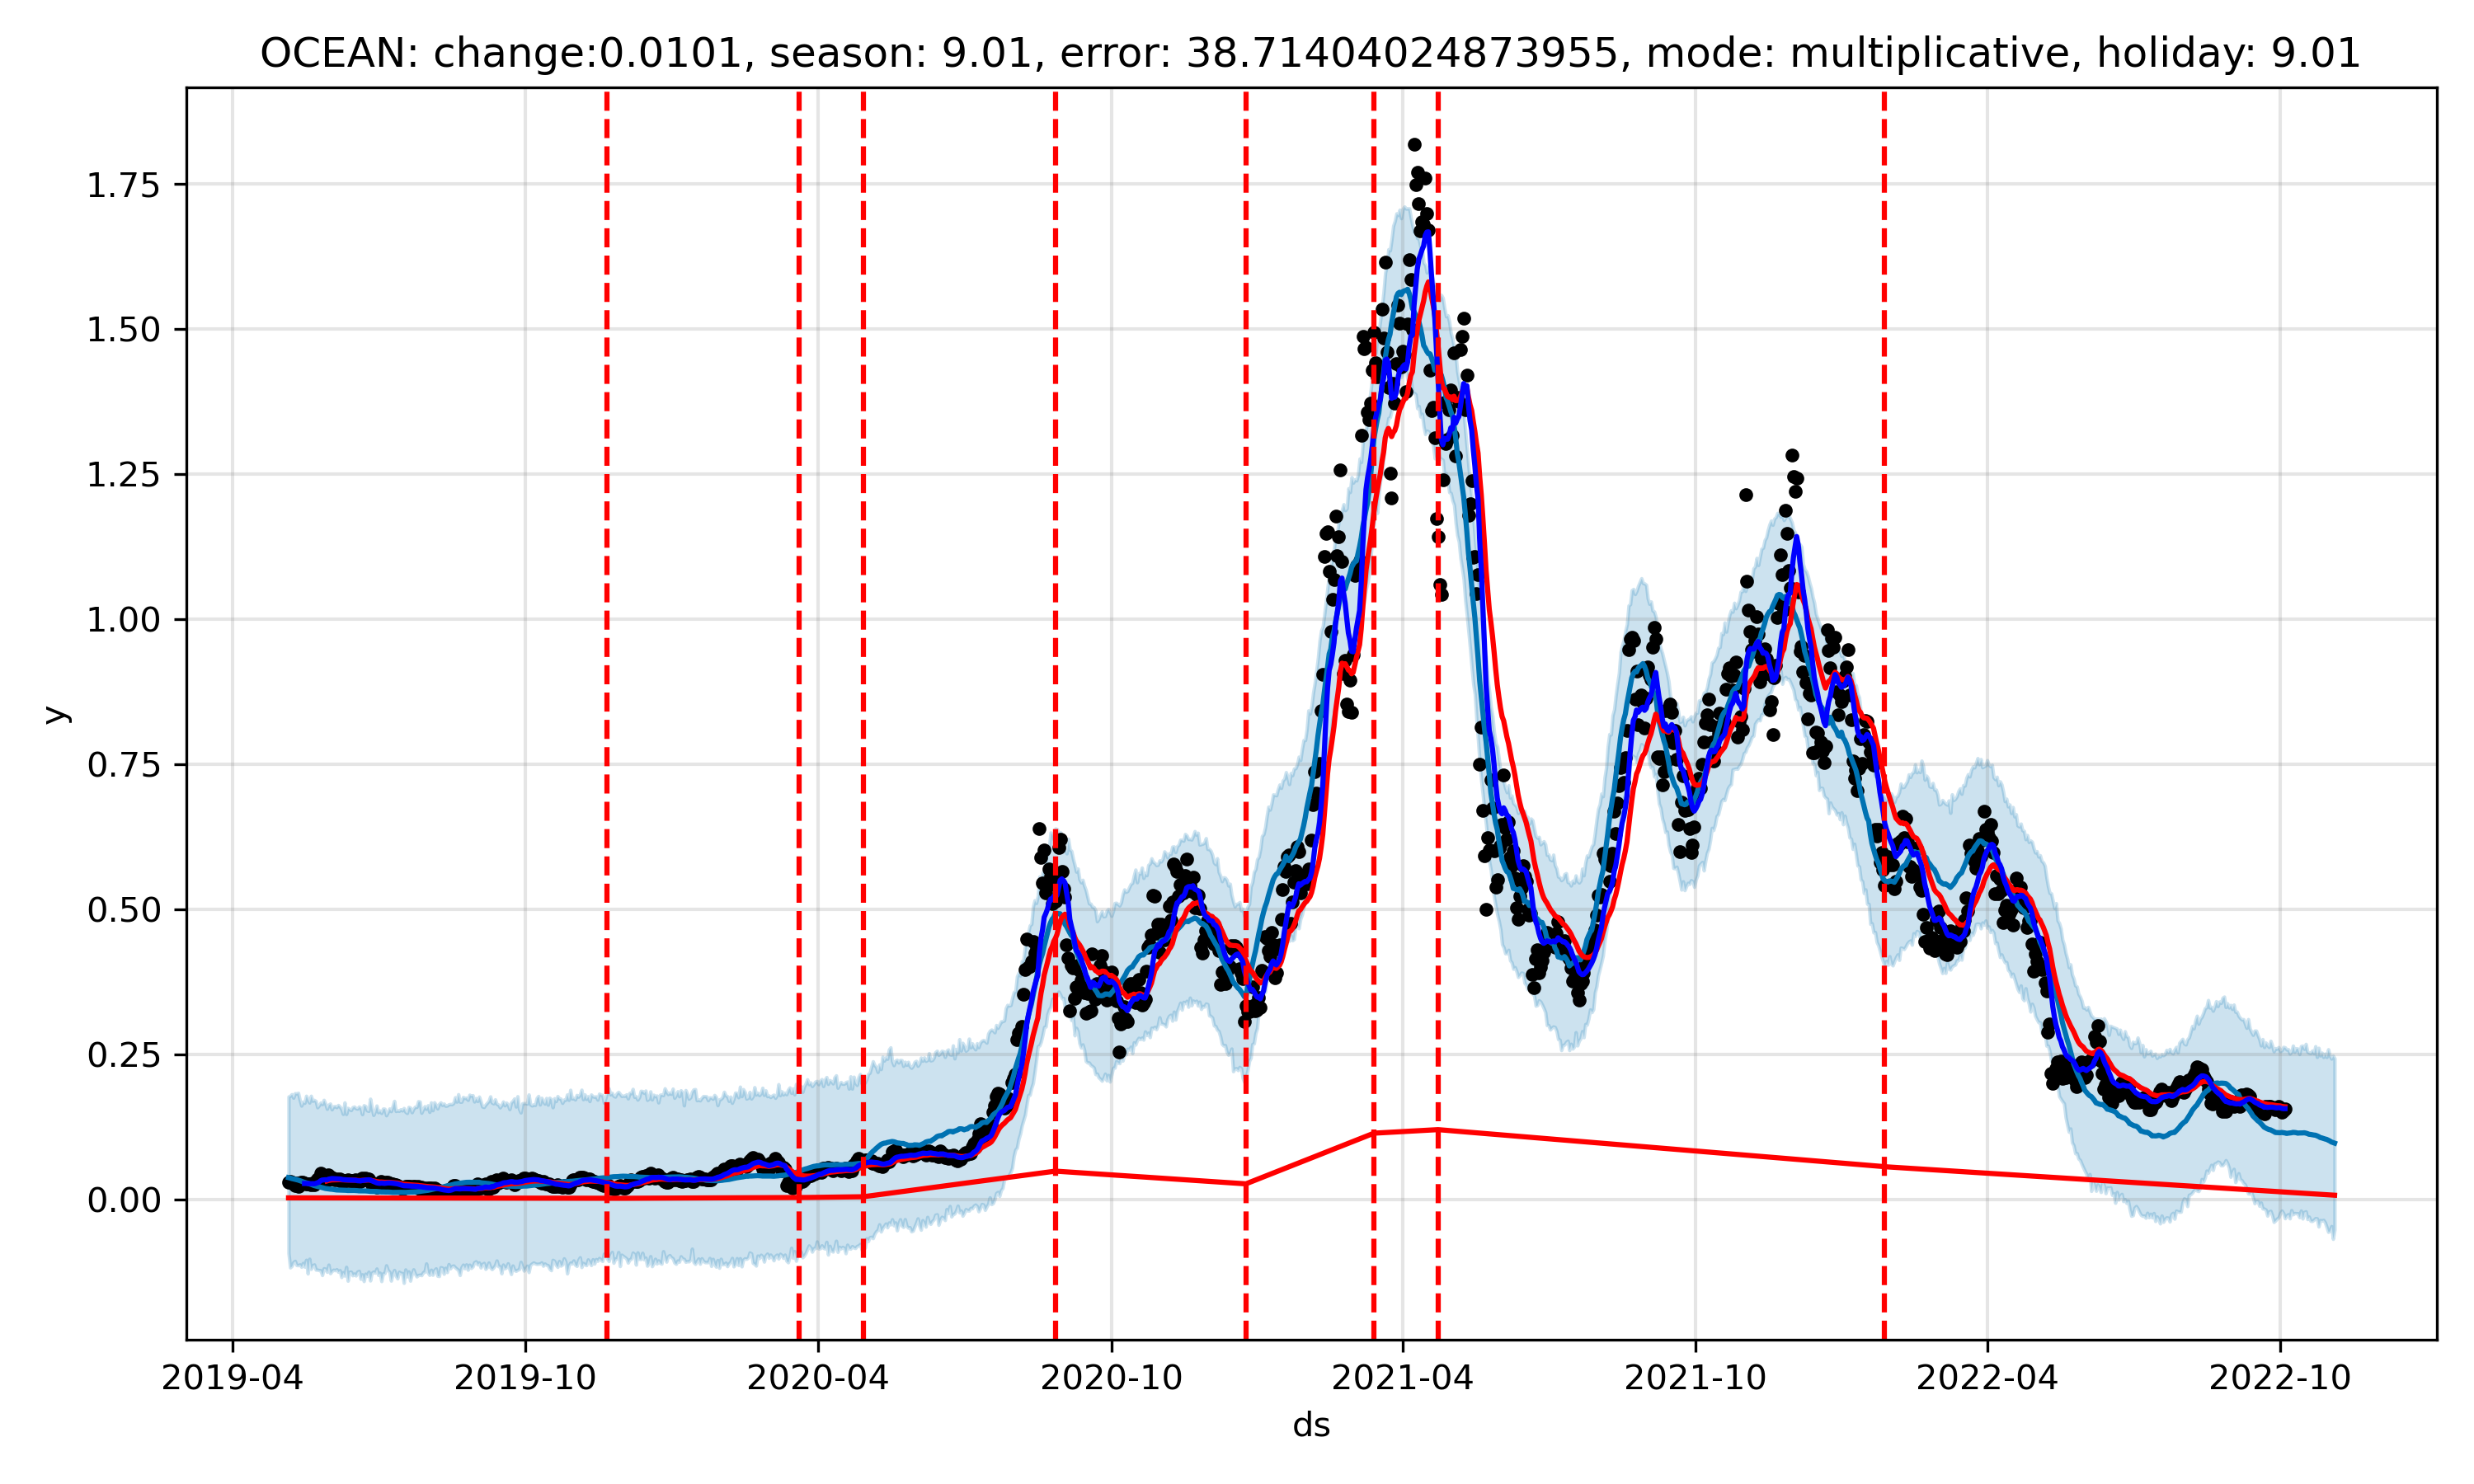 OCEAN: change:0.0101, season: 9.01, error: 38.71404024873955, mode: multiplicative, holiday: 9.01
1.75
1.50
1.25
1.00
0.75
0.50
0.25
0.00
y
2019-04 2019-10 2020-04 2020-10 2021-04 2021-10 2022-04 2022-10
ds